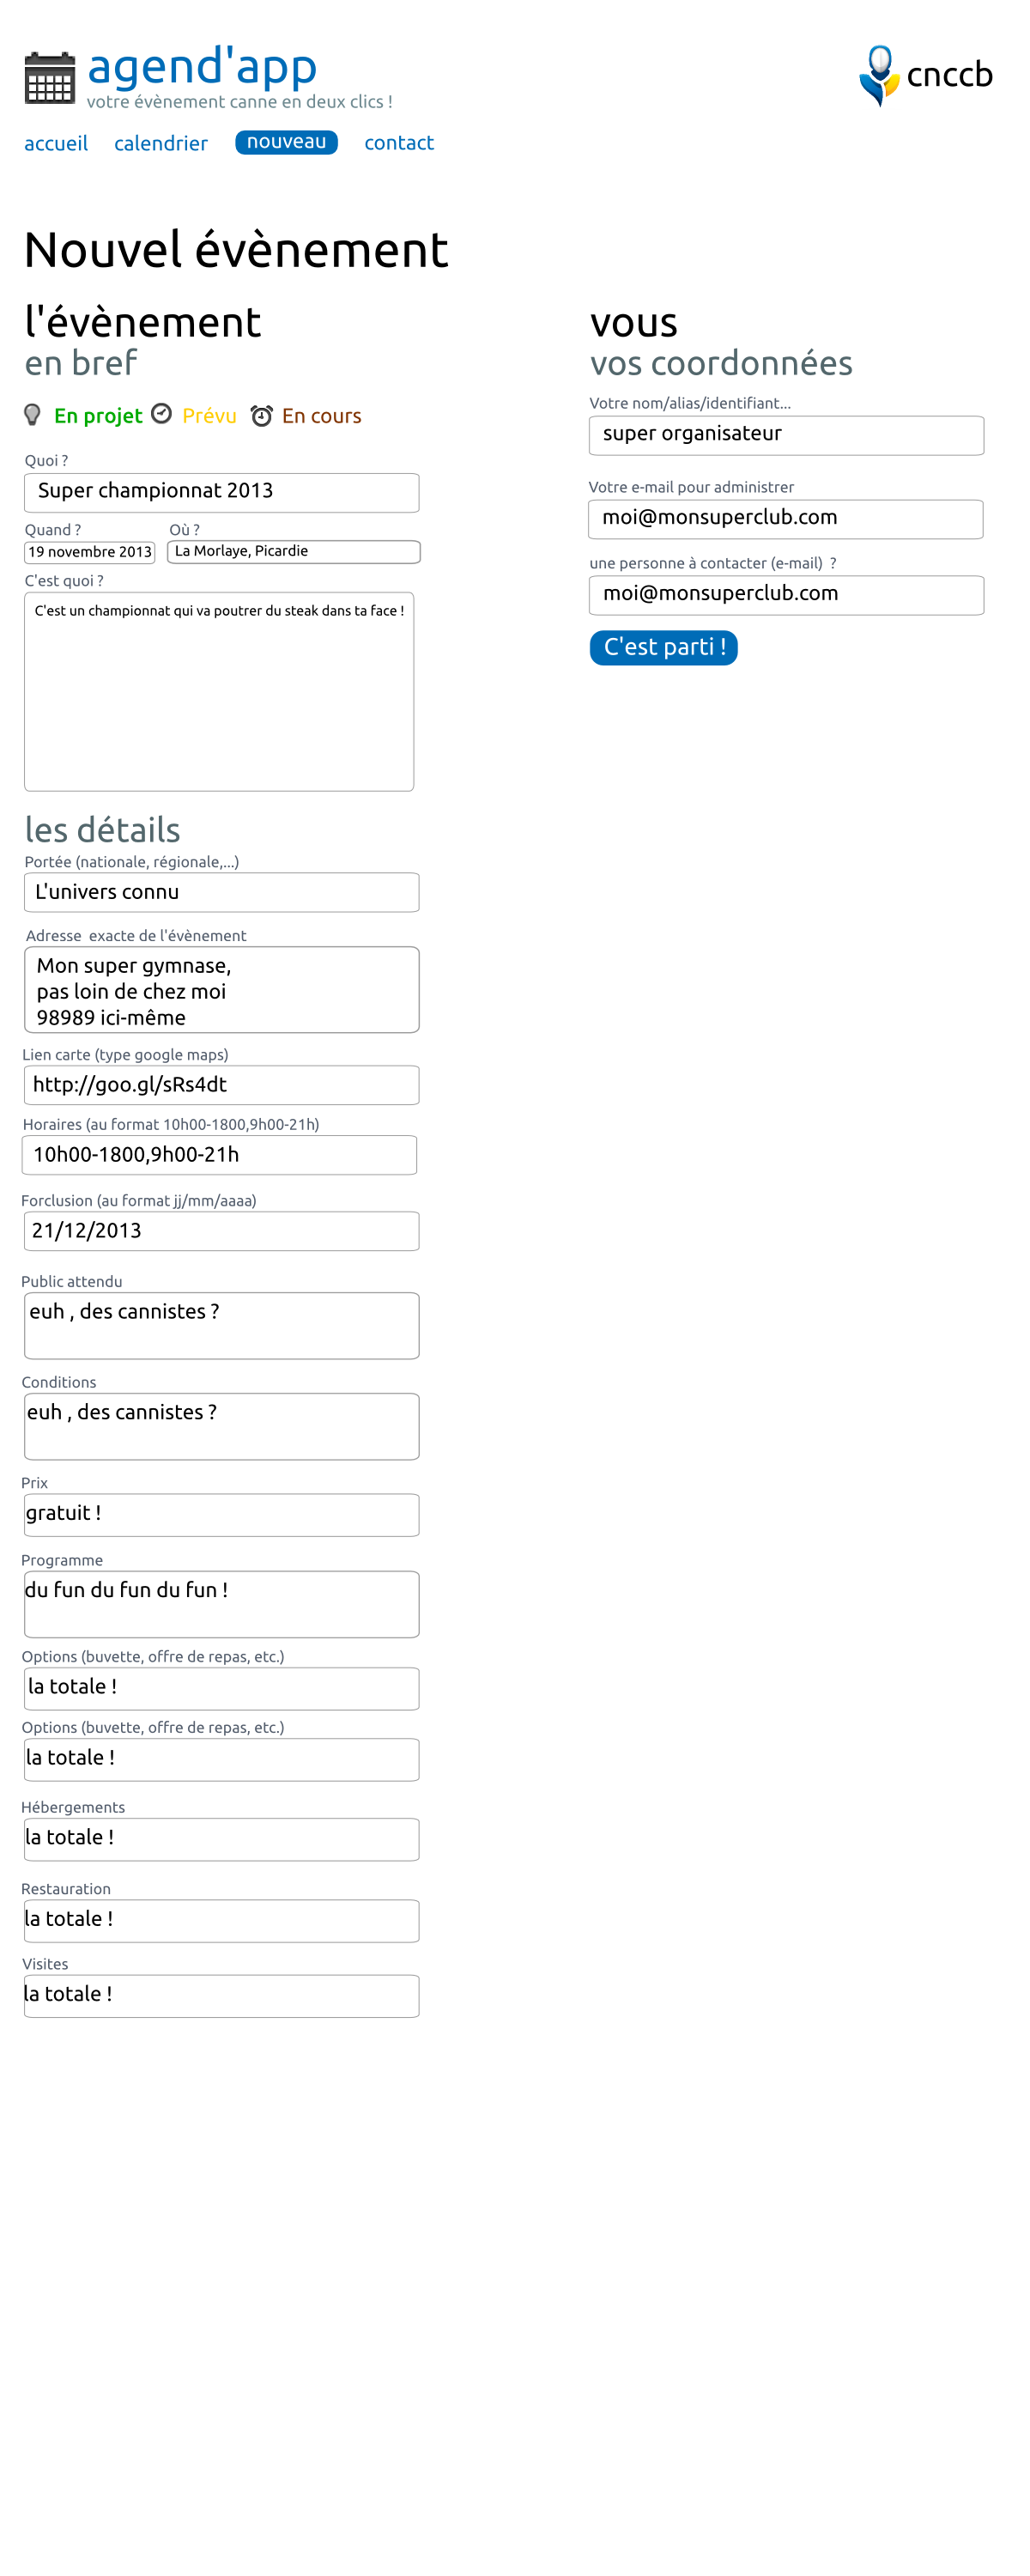 agend'app
votre évènement canne en deux clics !
cnccb
accueil calendrier nouveau contact
Nouvel évènement
l'évènement
en bref
En projet Prévu En cours
Quoi ?
Super championnat 2013
Quand ? Où ?
19 novembre 2013 La Morlaye, Picardie
C'est quoi ?
C'est un championnat qui va poutrer du steak dans ta face !
les détails
Portée (nationale, régionale,...)
L'univers connu
Adresse exacte de l'évènement
Mon super gymnase,
pas loin de chez moi
98989 ici-même
Lien carte (type google maps)
http://goo.gl/sRs4dt
Horaires (au format 10h00-1800,9h00-21h)
10h00-1800,9h00-21h
Forclusion (au format jj/mm/aaaa)
21/12/2013
Public attendu
euh , des cannistes ?
Conditions
euh , des cannistes ?
Prix
gratuit !
Programme
du fun du fun du fun !
Options (buvette, offre de repas, etc.)
la totale !
Options (buvette, offre de repas, etc.)
la totale !
Hébergements
la totale !
Restauration
la totale !
Visites
la totale !
vous
vos coordonnées
Votre nom/alias/identifiant...
super organisateur
Votre e-mail pour administrer
moi@monsuperclub.com
une personne à contacter (e-mail) ?
moi@monsuperclub.com
C'est parti !